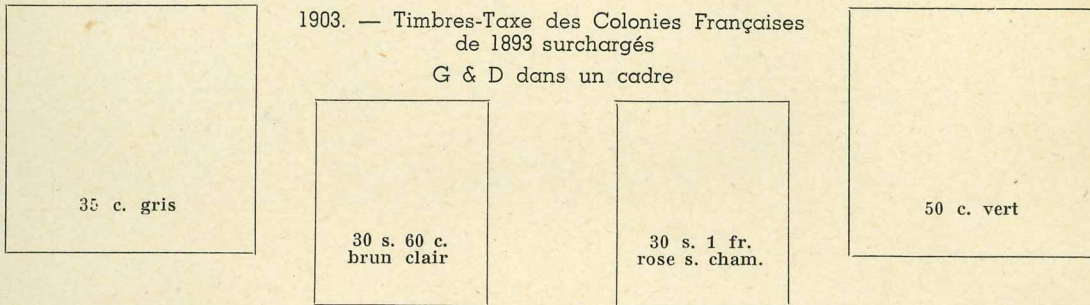 1903. — Timbres-Taxe des Colonies Françaises
de 1893 surchargés
G & D dans un cadre
35 c. gris
30 s. 60 c.
brun clair
30 s. 1 fr.
rose s. cham.
50 c. vert